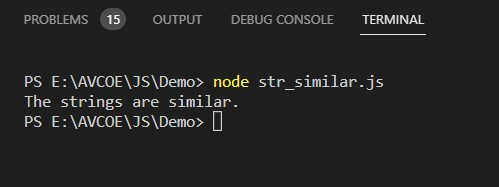 PROBLEMS 15 OUTPUT DEBUG CONSOLE TERMINAL
PS E:\AVCOE\JS\Demo> node str_similar.js
The strings are similar.
PS E:\AVCOE\JS\Demo>